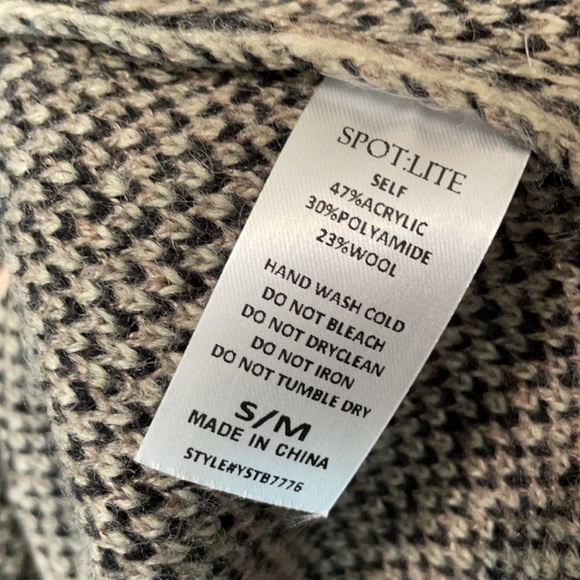 SPOT:LITE
SELF
47%ACRYLIC
30%POLYAMIDE
23%WOOL
HAND WASH COLD
DO NOT BLEACH
DO NOT DRYCLEAN
DO NOT IRON
DO NOT TUMBLE DRY
S/M
MADE IN CHINA
STYLE#YSTB7776